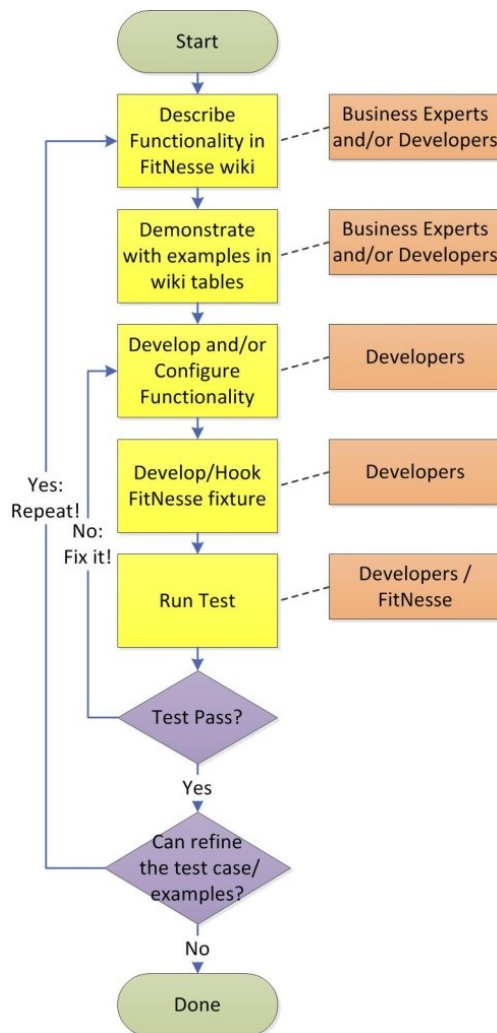 Start
Describe
Functionality in
FitNesse wiki
Business Experts
and/or Developers
Demonstrate
with examples in
wiki tables
Business Experts
and/or Developers
Develop and/or
Configure
Functionality
Developers
Develop/Hook
FitNesse fixture
Developers
Yes:
Repeat!
No:
Fix it!
Run Test
Developers /
FitNesse
Test Pass?
Yes
Can refine
the test case/
examples?
No
Done